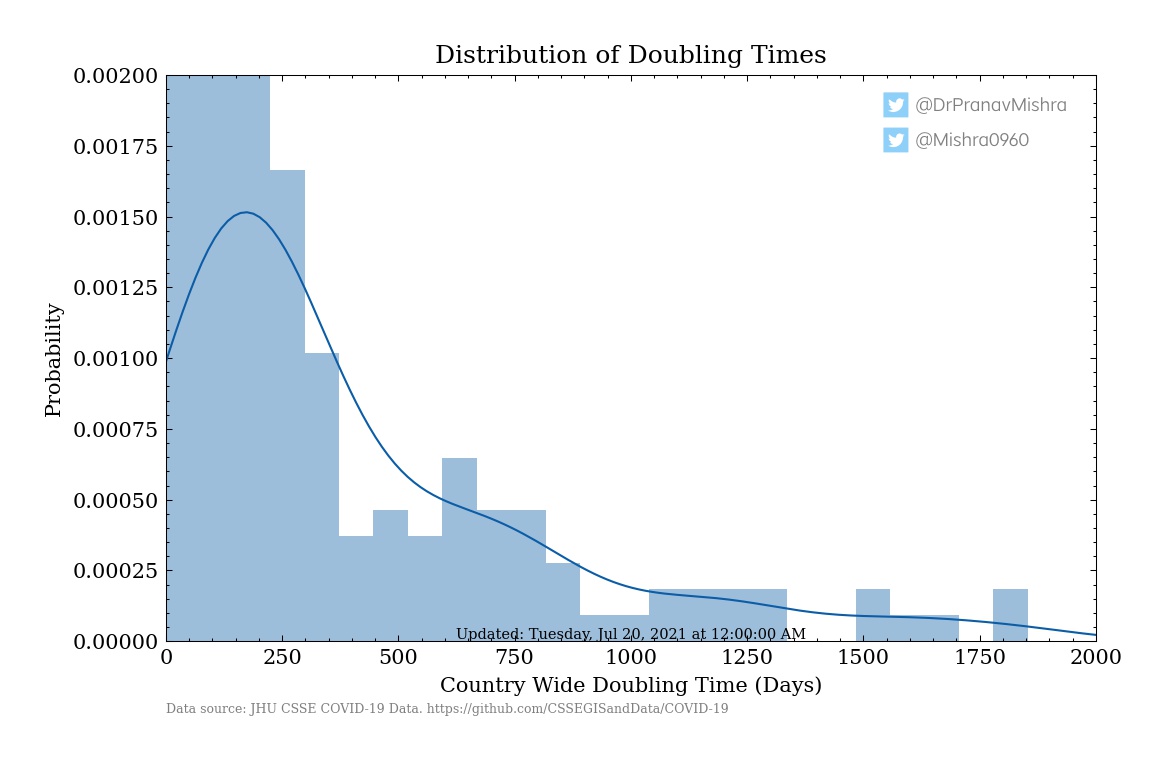 Distribution of Doubling Times
0.00200
0.00175
0.00150
0.00125
0.00100
0.00075
0.00050
0.00025
0.00000
Probability
@DrPranavMishra
@Mishra0960
Updated: Tuesday, Jul 20, 2021 at 12:00:00 AM
0 250 500 750 1000 1250 1500 1750 2000
Country Wide Doubling Time (Days)
Data source: JHU CSSE COVID-19 Data. https://github.com/CSSEGISandData/COVID-19